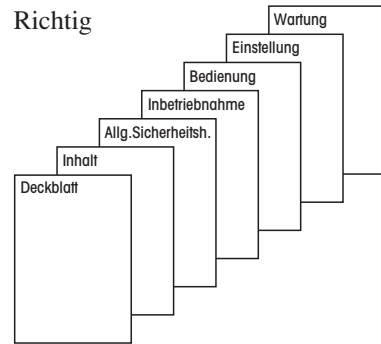 Richtig
Wartung
Einstellung
Bedienung
Inbetriebnahme
Allg.Sicherheitsh.
Inhalt
Deckblatt